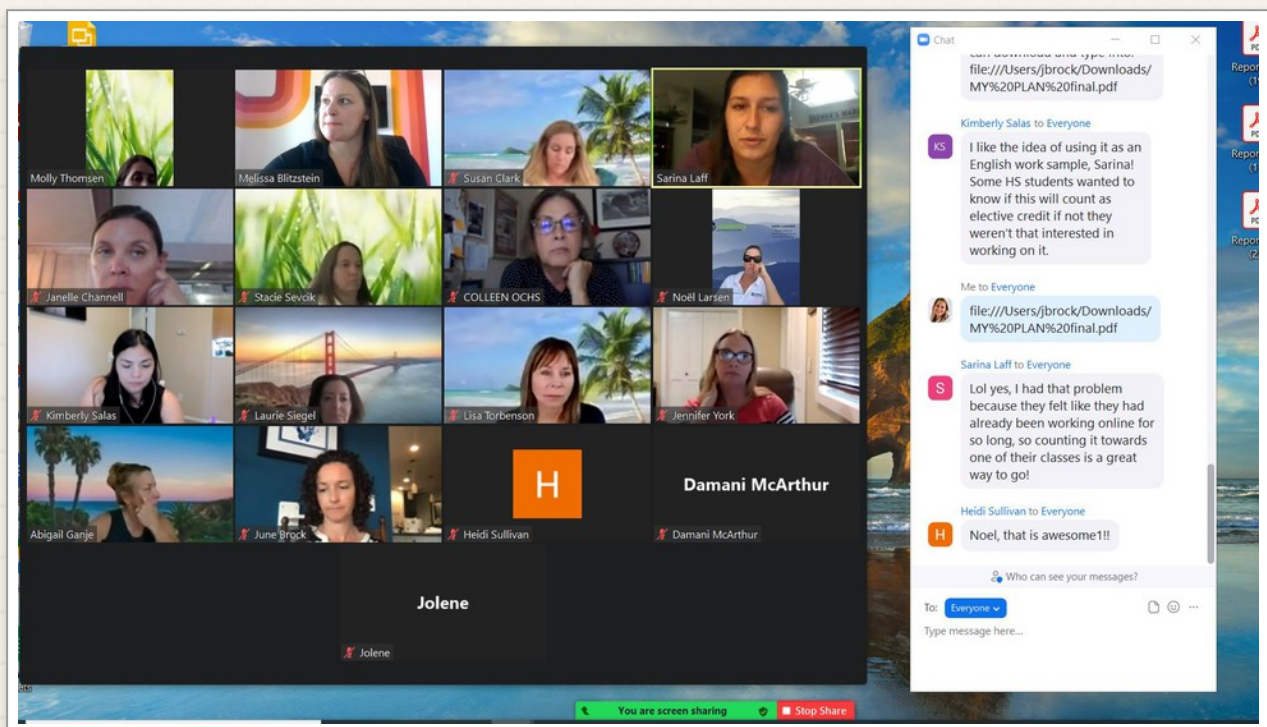 Chat
can download and type into:
file:///Users/jbrock/Downloads/
MY%20PLAN%20final.pdf
Kimberly Salas to Everyone
KS
I like the idea of using it as an
English work sample, Sarina!
Some HS students wanted to
know if this will count as
elective credit if not they
weren't that interested in
working on it.
Me to Everyone
file:///Users/jbrock/Downloads/
MY%20PLAN%20final.pdf
Sarina Laff to Everyone
S
Lol yes, I had that problem
because they felt like they had
already been working online for
so long, so counting it towards
one of their classes is a great
way to go!
Heidi Sullivan to Everyone
H
Noel, that is awesome1!!
Who can see your messages?
To: Everyone
Type message here...
Molly Thomsen
Melissa Blitzstein
Susan Clark
Sarina Laff
Janelle Channell
Stacie Sevcik
COLLEEN OCHS
Noël Larsen
Kimberly Salas
Laurie Siegel
Lisa Torbenson
Jennifer York
Abigail Ganje
June Brock
H
Heidi Sullivan
Damani McArthur
Damani McArthur
Jolene
Jolene
You are screen sharing
Stop Share